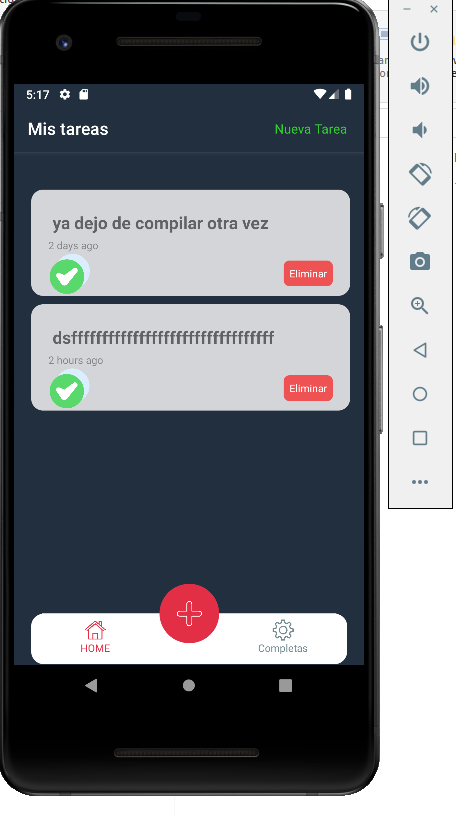 5:17
Mis tareas
Nueva Tarea
ya dejo de compilar otra vez
2 days ago
Eliminar
dsfffffffffffffffffffffffffffffffff
2 hours ago
Eliminar
HOME
Completas